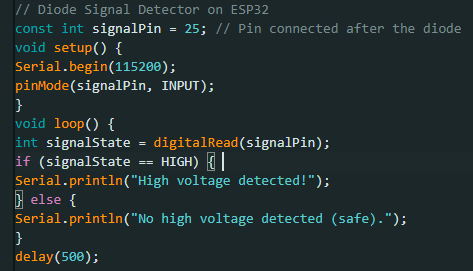 // Diode Signal Detector on ESP32
const int signalPin = 25; // Pin connected after the diode
void setup() {
Serial.begin(115200);
pinMode(signalPin, INPUT);
}
void loop() {
int signalState = digitalRead(signalPin);
if (signalState == HIGH) {
Serial.println("High voltage detected!");
} else {
Serial.println("No high voltage detected (safe).");
}
delay(500);